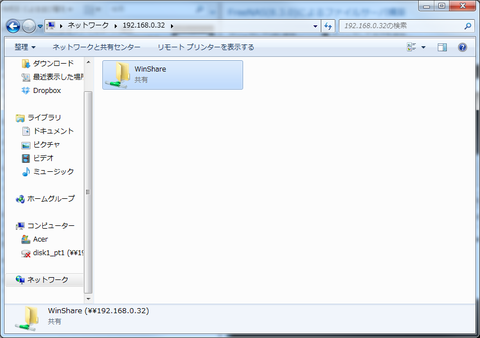 ネットワーク ▶ 192.168.0.32 ▶
192.168.0.32の検索
整理 ▼ ネットワークと共有センター リモート プリンターを表示する
ダウンロード
最近表示した場所
Dropbox
ライブラリ
ドキュメント
ピクチャ
ビデオ
ミュージック
ホームグループ
コンピューター
Acer
disk1_pt1 (¥¥19
ネットワーク
WinShare
共有
WinShare (¥¥192.168.0.32)
共有